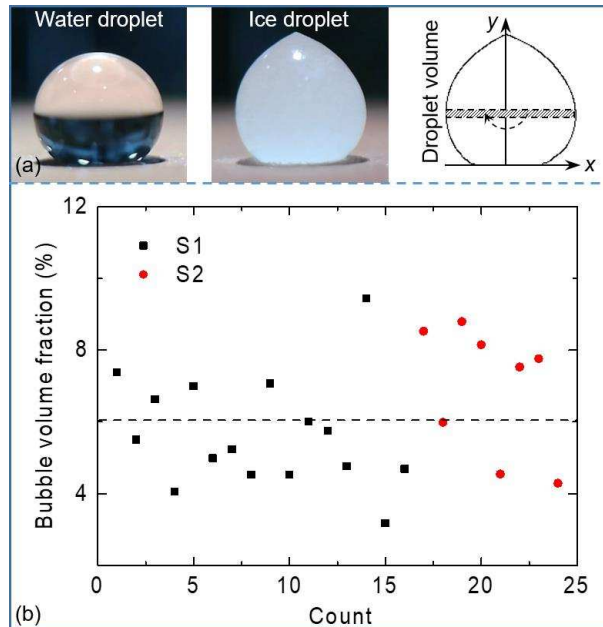 Water droplet
Ice droplet
Droplet volume
y
x
(a)
Bubble volume fraction (%)
12
8
4
S1
S2
0
5
10
15
20
25
Count
(b)